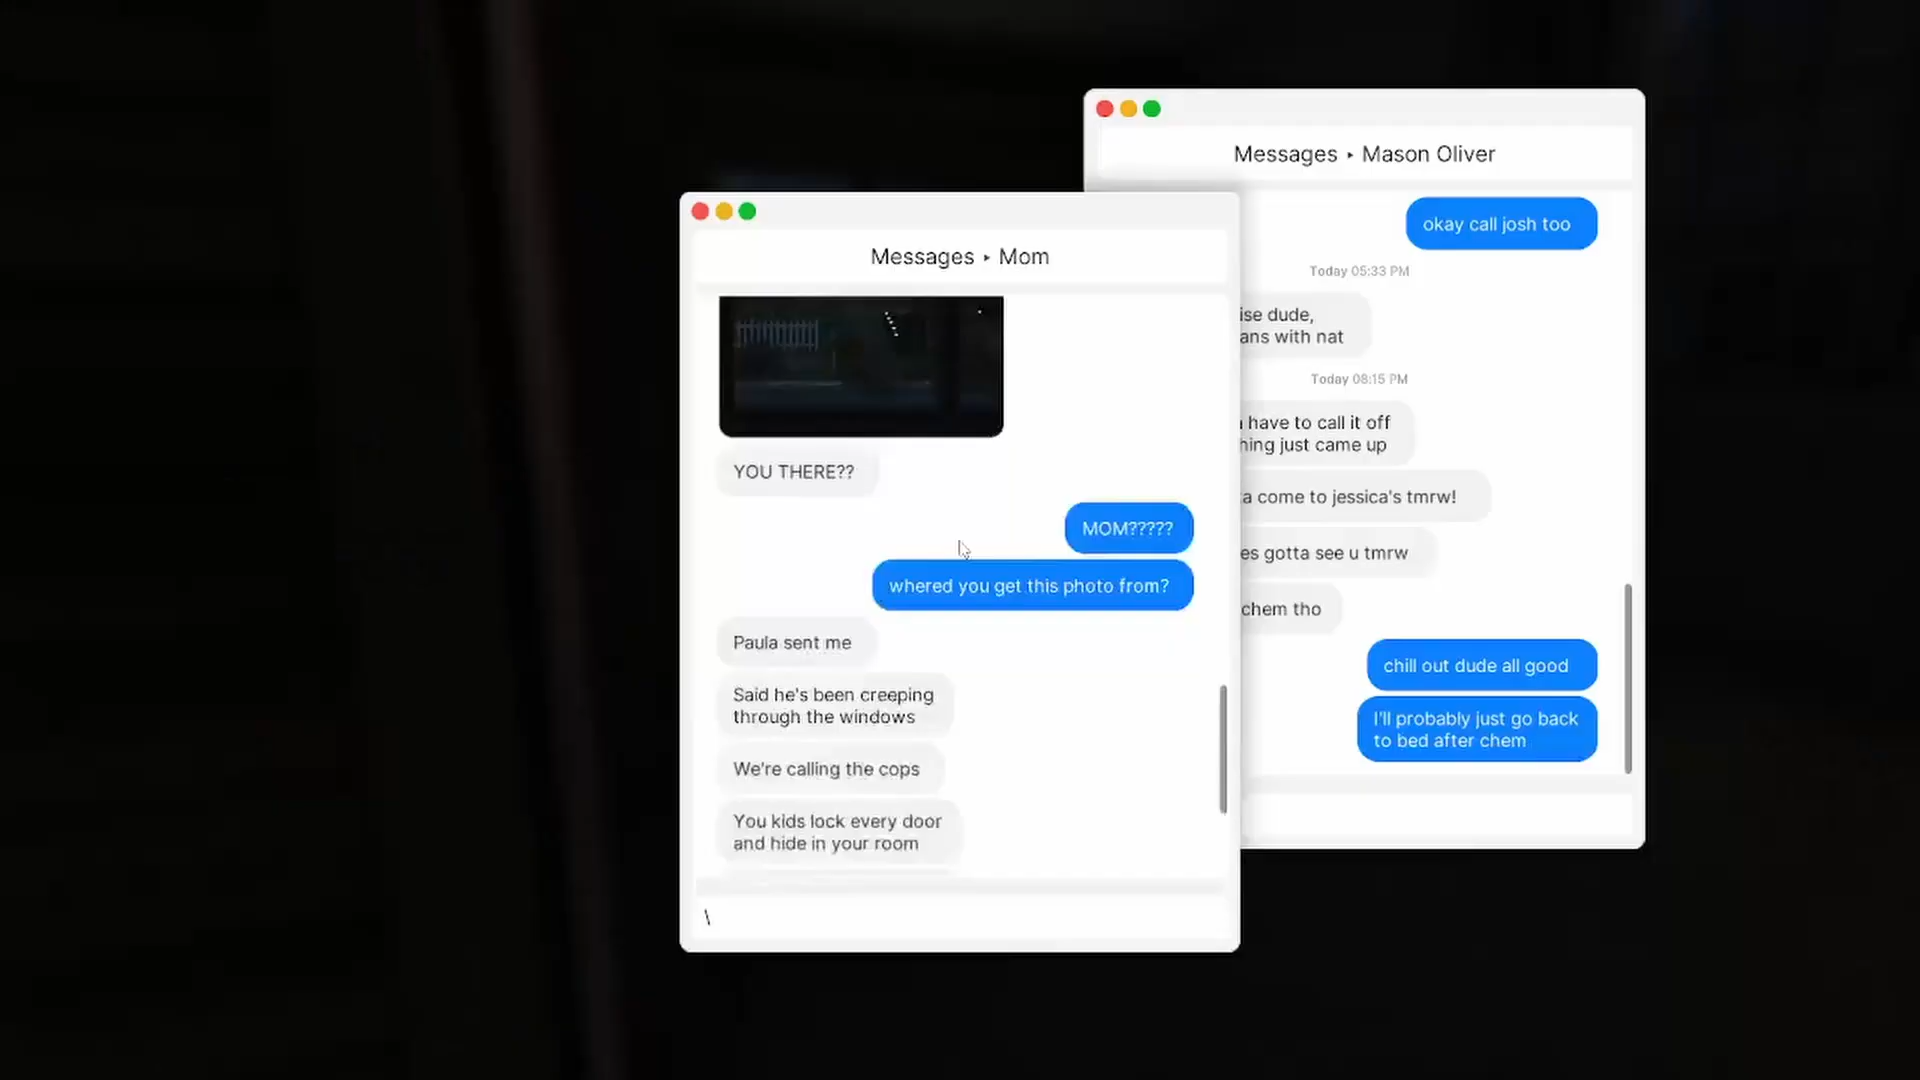 Messages ‣ Mom
YOU THERE??
MOM?????
whered you get this photo from?
Paula sent me
Said he's been creeping
through the windows
We're calling the cops
You kids lock every door
and hide in your room
\
Messages ‣ Mason Oliver
okay call josh too
Today 05:33 PM
dude,
with nat
Today 08:15 PM
have to call it off
just came up
come to jessica's tmrw!
gotta see u tmrw
chem tho
chill out dude all good
I'll probably just go back
to bed after chem